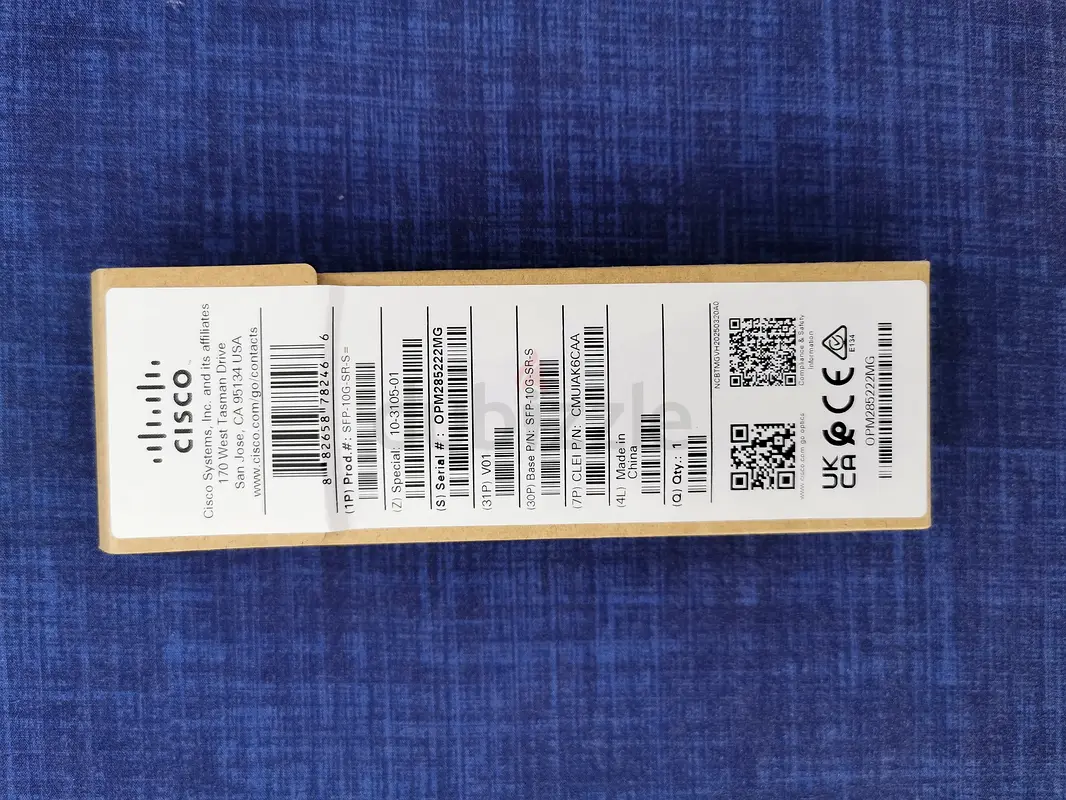 CISCO
Cisco Systems, Inc. and its affiliates
170 West Tasman Drive
San Jose, CA 95134 USA
www.cisco.com/go/contacts
8 82658 78246 6
(1P) Prod.#: SFP-10G-SR-S=
(Z) Special: 10-3105-01
(S) Serial # : OPM285222MG
(31P) V01
(30P) Base P/N: SFP-10G-SR-S
(7P) CLEI P/N: CMUIAK6CAA
(4L) Made in
China
(Q) Qty.: 1
NCBTMGVH20250320A0
www.cisco.com go optics
Compliance & Safety
Information
UK
CA
CE
E134
OPM285222MG
dubizzle